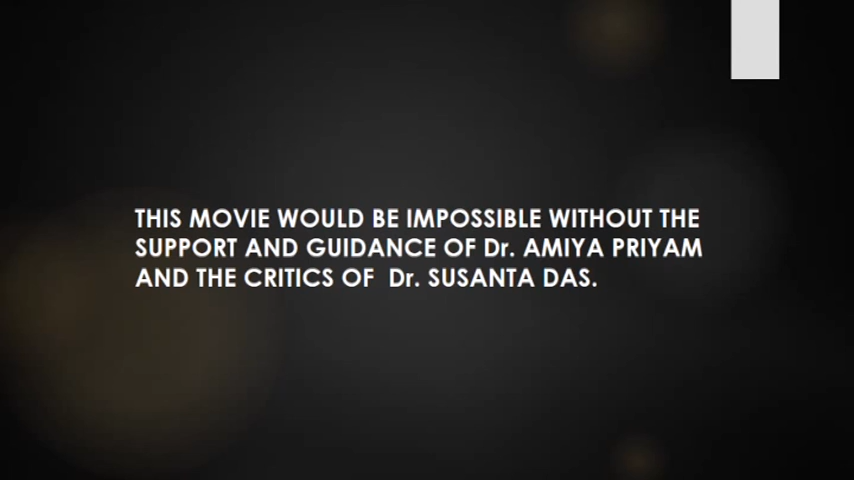 THIS MOVIE WOULD BE IMPOSSIBLE WITHOUT THE
SUPPORT AND GUIDANCE OF Dr. AMIYA PRIYAM
AND THE CRITICS OF  Dr. SUSANTA DAS.